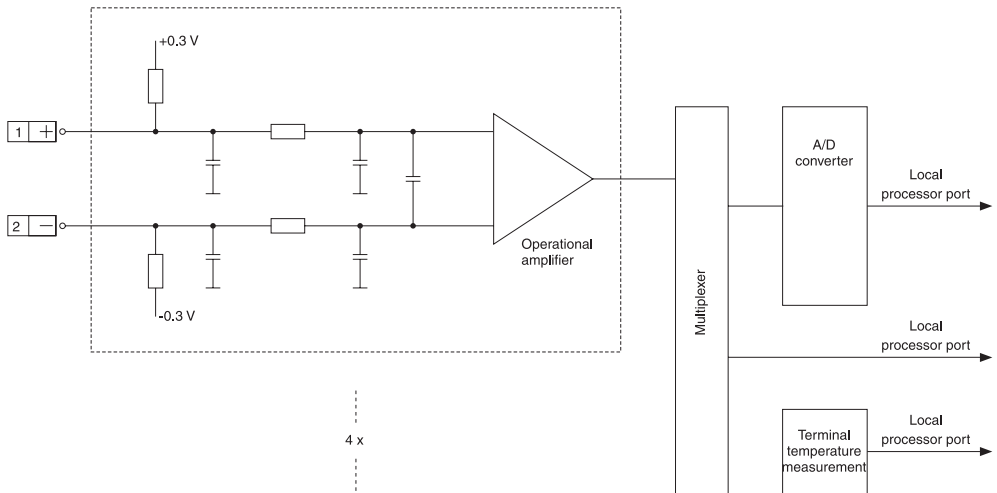 +0.3 V
1 +
2 −
-0.3 V
Operational
amplifier
4 x
Multiplexer
A/D
converter
Local
processor port
Local
processor port
Terminal
temperature
measurement
Local
processor port